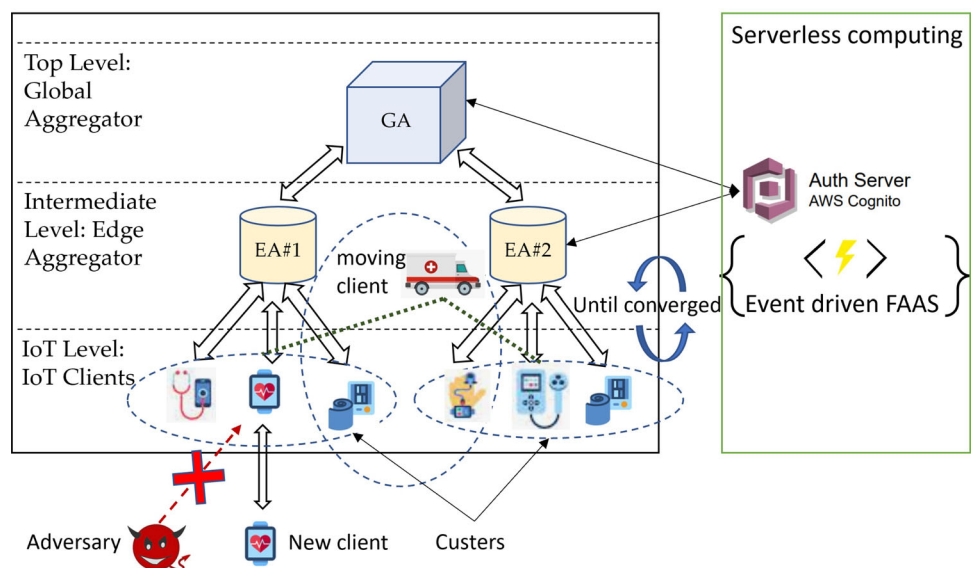 Top Level:
Global
Aggregator
GA
Serverless computing
Auth Server
AWS Cognito
Intermediate
Level: Edge
Aggregator
EA#1
moving
client
EA#2
Until converged
Event driven FAAS
IoT Level:
IoT Clients
Adversary
New client
Custers